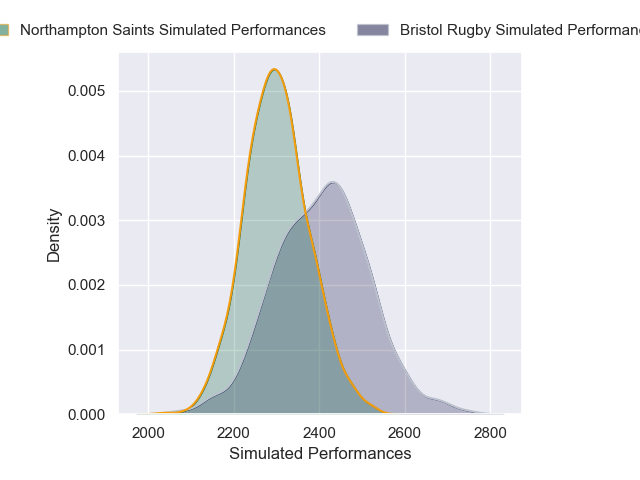 Northampton Saints Simulated Performances
Bristol Rugby Simulated
0.005
0.004
0.003
0.002
0.001
0.000
Density
2000 2200 2400 2600 2800
Simulated Performances